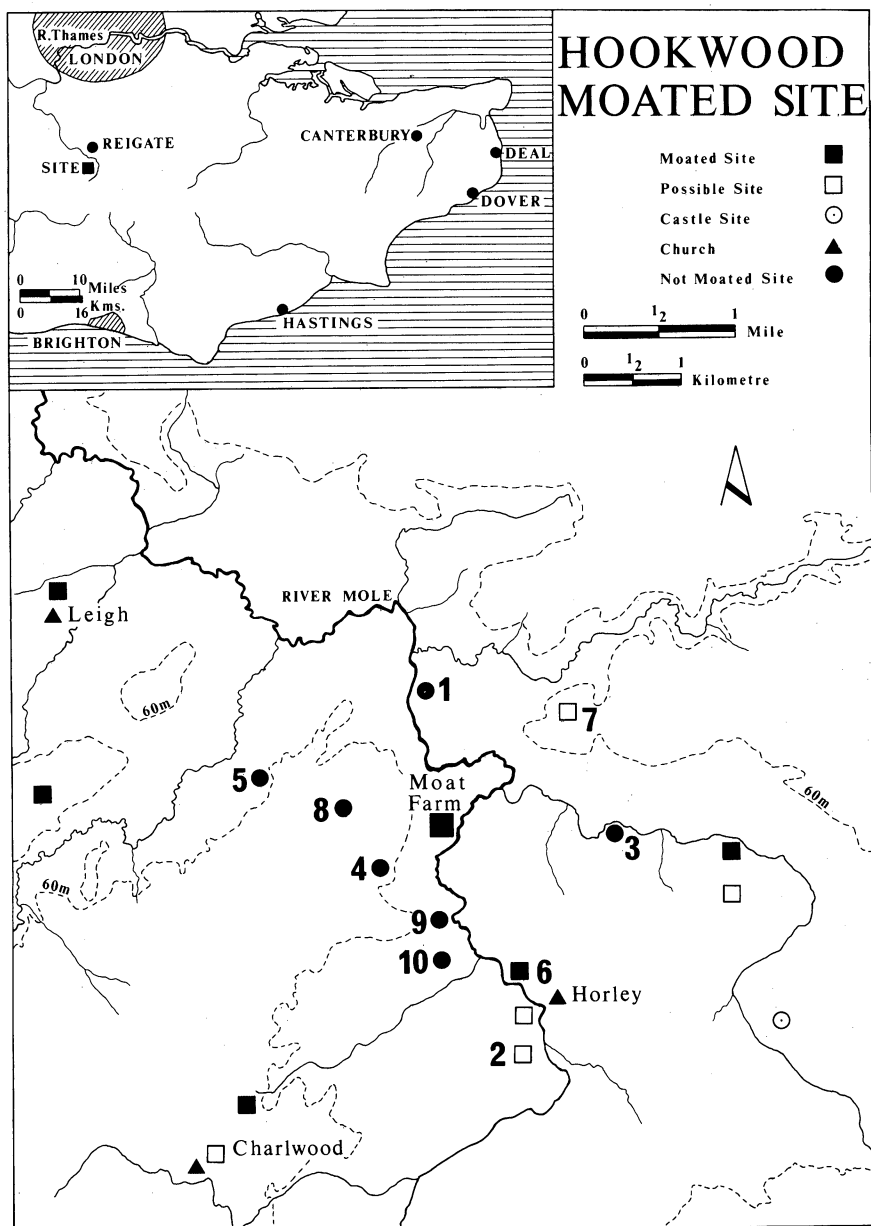 HOOKWOOD
MOATED SITE
R.Thames
LONDON
REIGATE
SITE
CANTERBURY
DEAL
DOVER
HASTINGS
BRIGHTON
0 10
Miles
Kms.
0 16
Moated Site
Possible Site
Castle Site
Church
Not Moated Site
0 1/2 1
Mile
0 1/2 1
Kilometre
RIVER MOLE
Leigh
60m
1
7
5
8
Moat
Farm
60m
3
4
60m
9
10
6
Horley
2
Charlwood